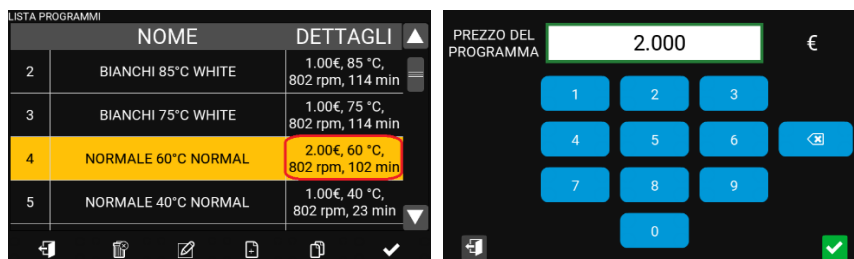 LISTA PROGRAMMI
NOME DETTAGLI
2 BIANCHI 85°C WHITE 1.00€, 85 °C,
802 rpm, 114 min
3 BIANCHI 75°C WHITE 1.00€, 75 °C,
802 rpm, 114 min
4 NORMALE 60°C NORMAL 2.00€, 60 °C,
802 rpm, 102 min
5 NORMALE 40°C NORMAL 1.00€, 40 °C,
802 rpm, 23 min
PREZZO DEL
PROGRAMMA
2.000 €
1 2 3
4 5 6
7 8 9
0